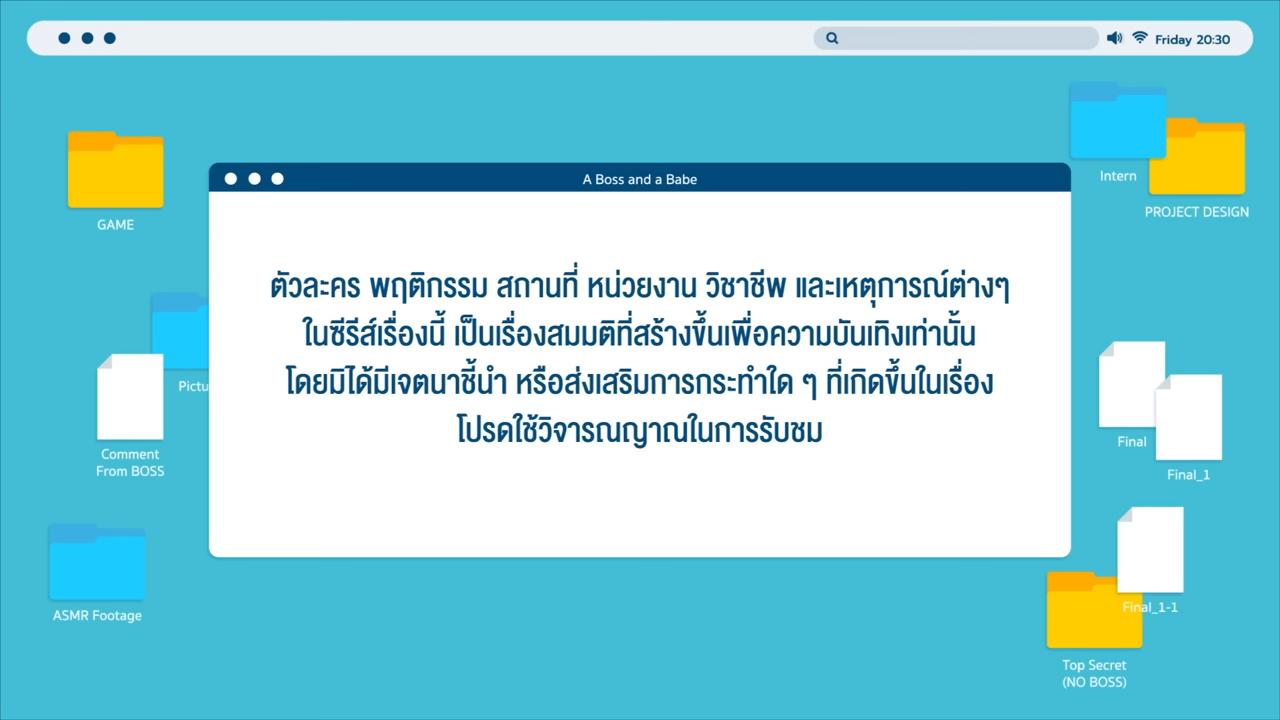 Friday 20:30
Intern
PROJECT DESIGN
GAME
A Boss and a Babe
ตัวละคร พฤติกรรม สถานที่ หน่วยงาน วิชาชีพ และเหตุการณ์ต่างๆ
ในซีรีส์เรื่องนี้ เป็นเรื่องสมมติที่สร้างขึ้นเพื่อความบันเทิงเท่านั้น
โดยมิได้มีเจตนาชี้นำ หรือส่งเสริมการกระทำใด ๆ ที่เกิดขึ้นในเรื่อง
โปรดใช้วิจารณญาณในการรับชม
Pictu
Comment
From BOSS
ASMR Footage
Final
Final_1
Final_1-1
Top Secret
(NO BOSS)